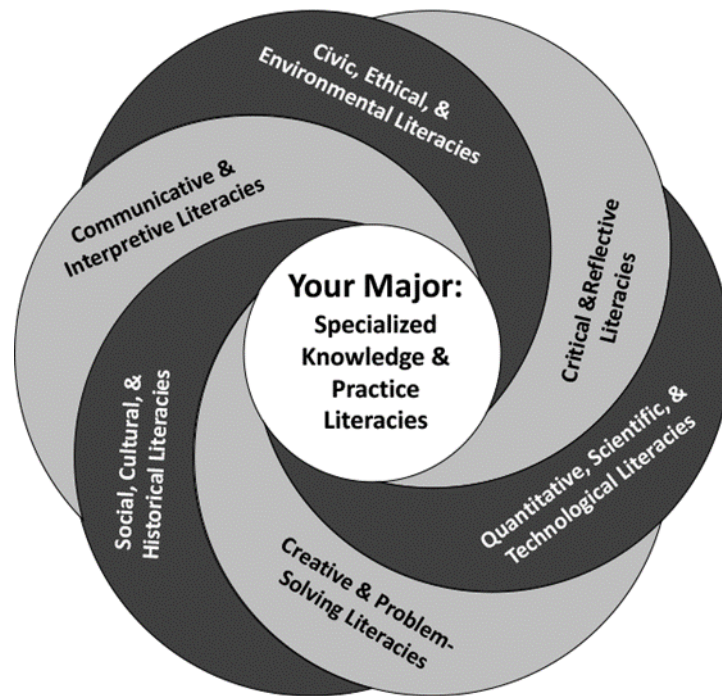 Civic, Ethical, &
Environmental Literacies
Critical &Reflective
Literacies
Quantitative, Scientific, &
Technological Literacies
Creative & Problem-
Solving Literacies
Social, Cultural, &
Historical Literacies
Communicative &
Interpretive Literacies
Your Major:
Specialized
Knowledge &
Practice
Literacies